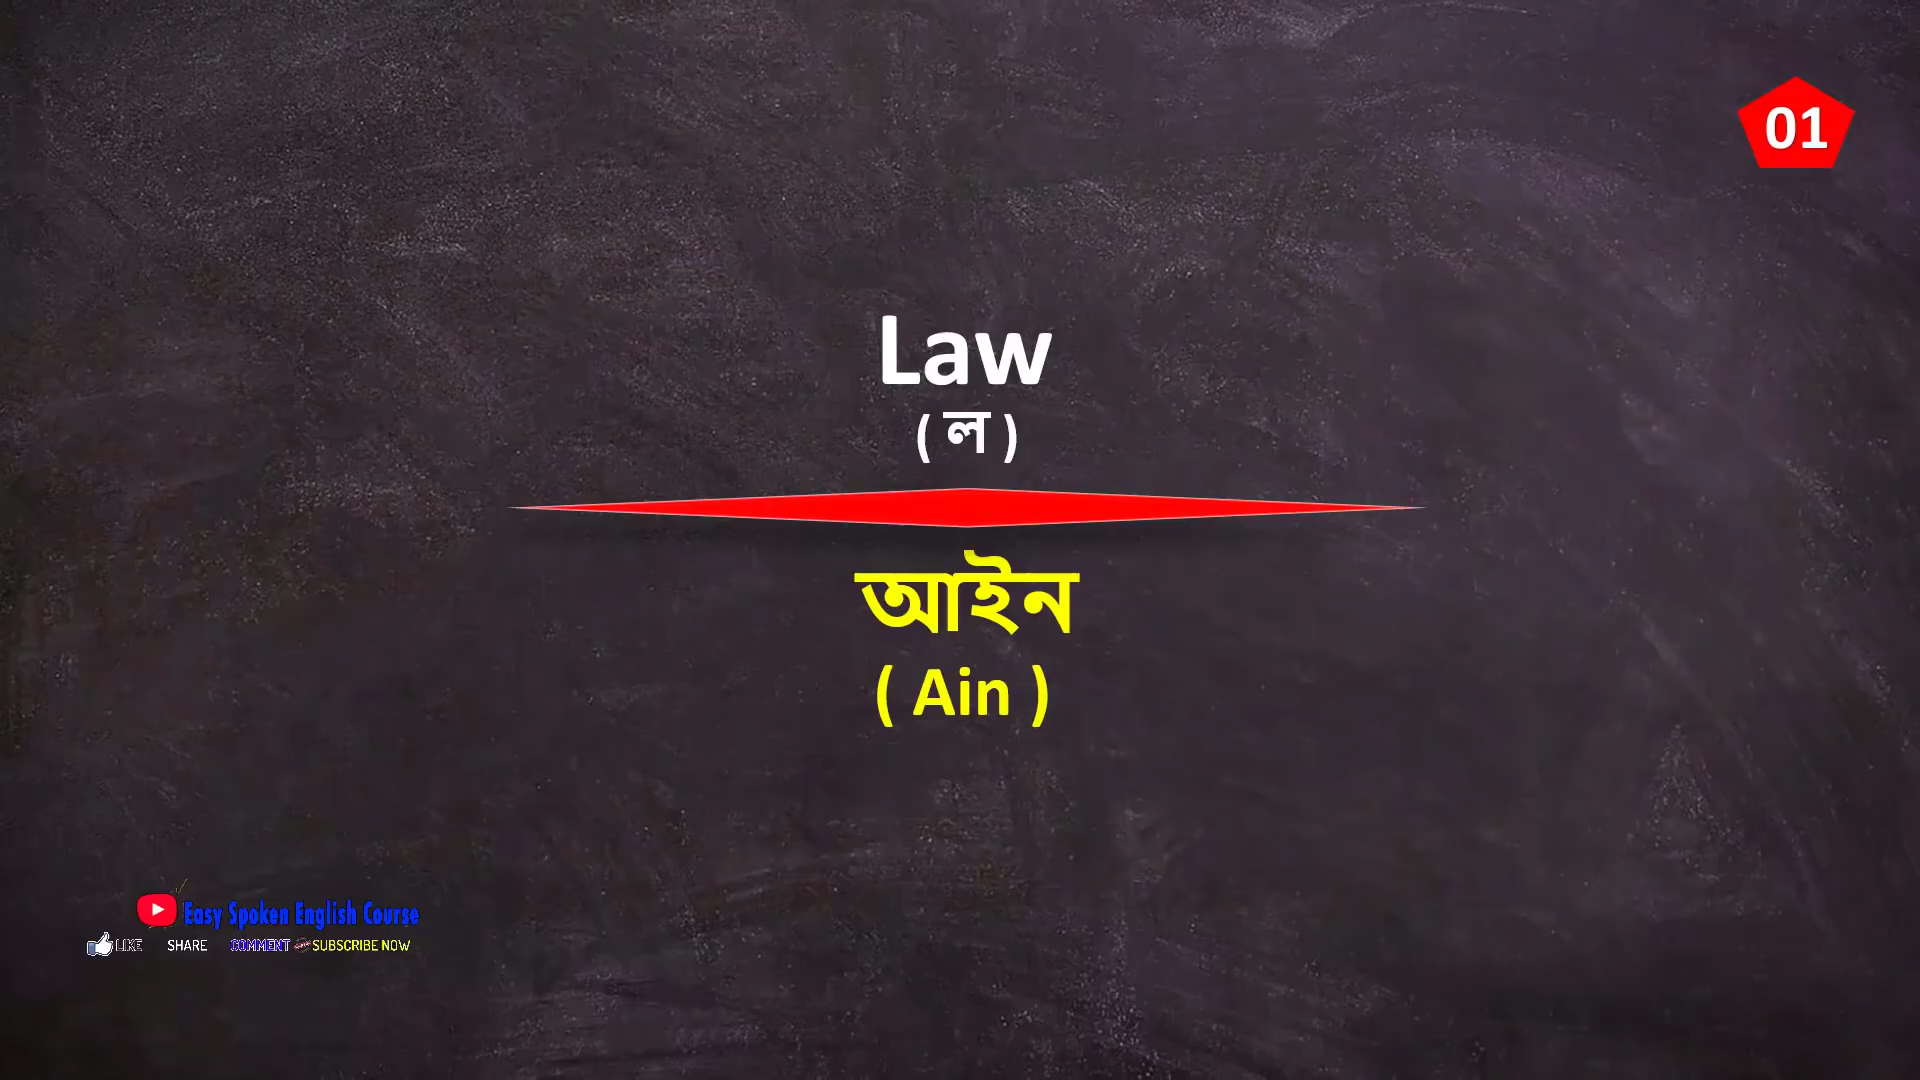 01
Law
( ল )
আইন
( Ain )
Easy Spoken English Course
LIKE SHARE COMMENT SUBSCRIBE NOW